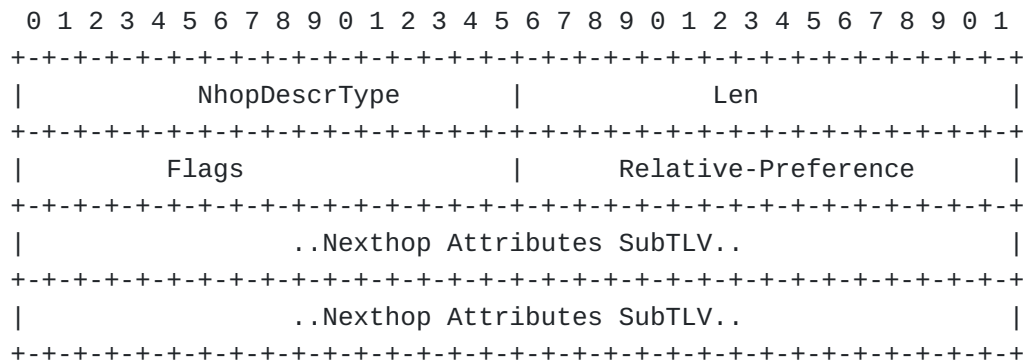 0 1 2 3 4 5 6 7 8 9 0 1 2 3 4 5 6 7 8 9 0 1 2 3 4 5 6 7 8 9 0 1
+-+-+-+-+-+-+-+-+-+-+-+-+-+-+-+-+-+-+-+-+-+-+-+-+-+-+-+-+-+-+-+-+
|           NhopDescrType       |            Len                |
+-+-+-+-+-+-+-+-+-+-+-+-+-+-+-+-+-+-+-+-+-+-+-+-+-+-+-+-+-+-+-+-+
|         Flags                 |      Relative-Preference      |
+-+-+-+-+-+-+-+-+-+-+-+-+-+-+-+-+-+-+-+-+-+-+-+-+-+-+-+-+-+-+-+-+
|                 ..Nexthop Attributes SubTLV..                 |
+-+-+-+-+-+-+-+-+-+-+-+-+-+-+-+-+-+-+-+-+-+-+-+-+-+-+-+-+-+-+-+-+
|                 ..Nexthop Attributes SubTLV..                 |
+-+-+-+-+-+-+-+-+-+-+-+-+-+-+-+-+-+-+-+-+-+-+-+-+-+-+-+-+-+-+-+-+